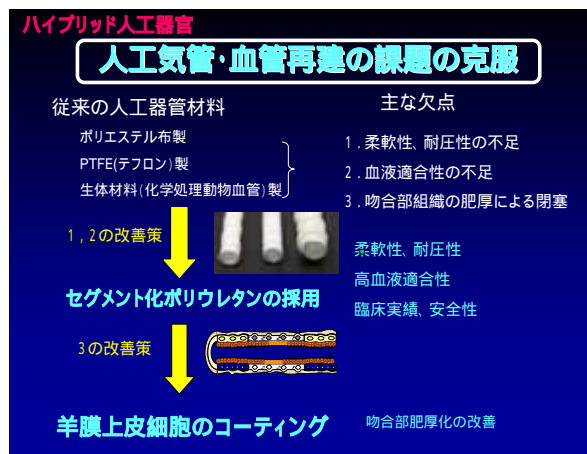 ハイブリッド人工器官
人工気管・血管再建の課題の克服
従来の人工器管材料
主な欠点
ポリエステル布製
PTFE(テフロン)製
生体材料(化学処理動物血管)製
1．柔軟性、耐圧性の不足
2．血液適合性の不足
3．吻合部組織の肥厚による閉塞
1，2の改善策
柔軟性、耐圧性
高血液適合性
臨床実績、安全性
セグメント化ポリウレタンの採用
3の改善策
羊膜上皮細胞のコーティング
吻合部肥厚化の改善